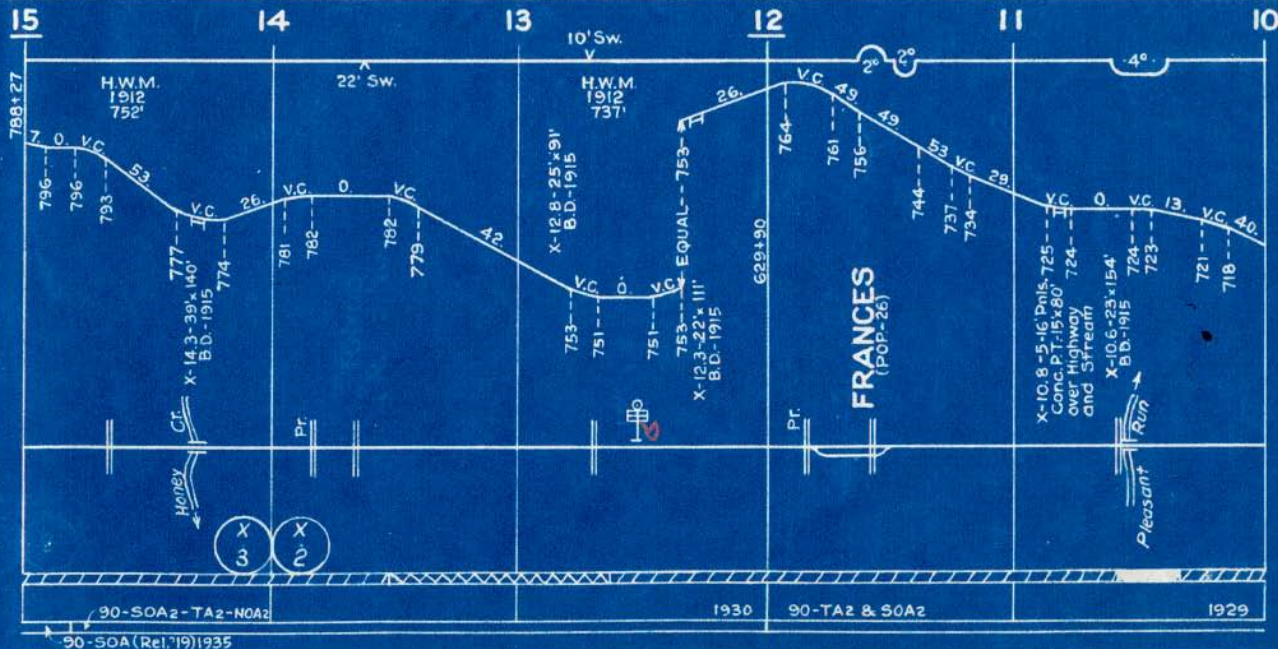 15 14 13 12 11 10
10' Sw.
22' Sw.
2° 2°
4°
788+27
H.W.M.
1912
752'
H.W.M.
1912
737'
7. 0. V.C. 53. V.C. 26. V.C. 0. V.C. 42 V.C. 0. V.C. 26. V.C. 49. 49. 53 V.C. 29. V.C. 0. V.C. 13. 40.
796 796 793 777 774 781 782 782 779 753 751 751 753
EQUAL 753
764 761 756 744 737 734 725 724 724 723 721 718
X-14.3-39'x140'
B.D.-1915
X-12.8-25'x91'
B.D.-1915
X-12.3-22'x111'
B.D.-1915
629+90
FRANCES
(POP-26)
X-10.8-5-16' Pnls.
Conc. P.T.-15'x80'
over Highway
and Stream
X-10.6-23'x154'
B.D.-1915
Honey Cr.
Pr.
Pr.
Pleasant Run
X
3
X
2
90-SOA2-TA2-NOA2
1930
90-TA2 & SOA2
1929
90-SOA(Rel.'19)1935